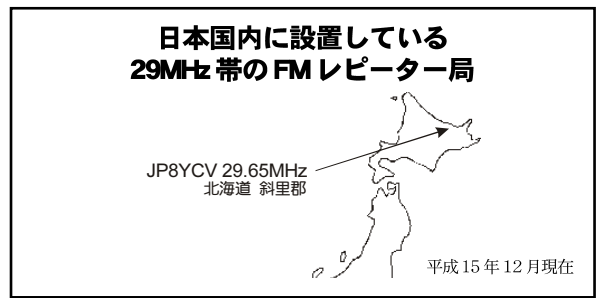 日本国内に設置している
29MHz帯のFMレピーター局
JP8YCV 29.65MHz
北海道 斜里郡
平成15年12月現在